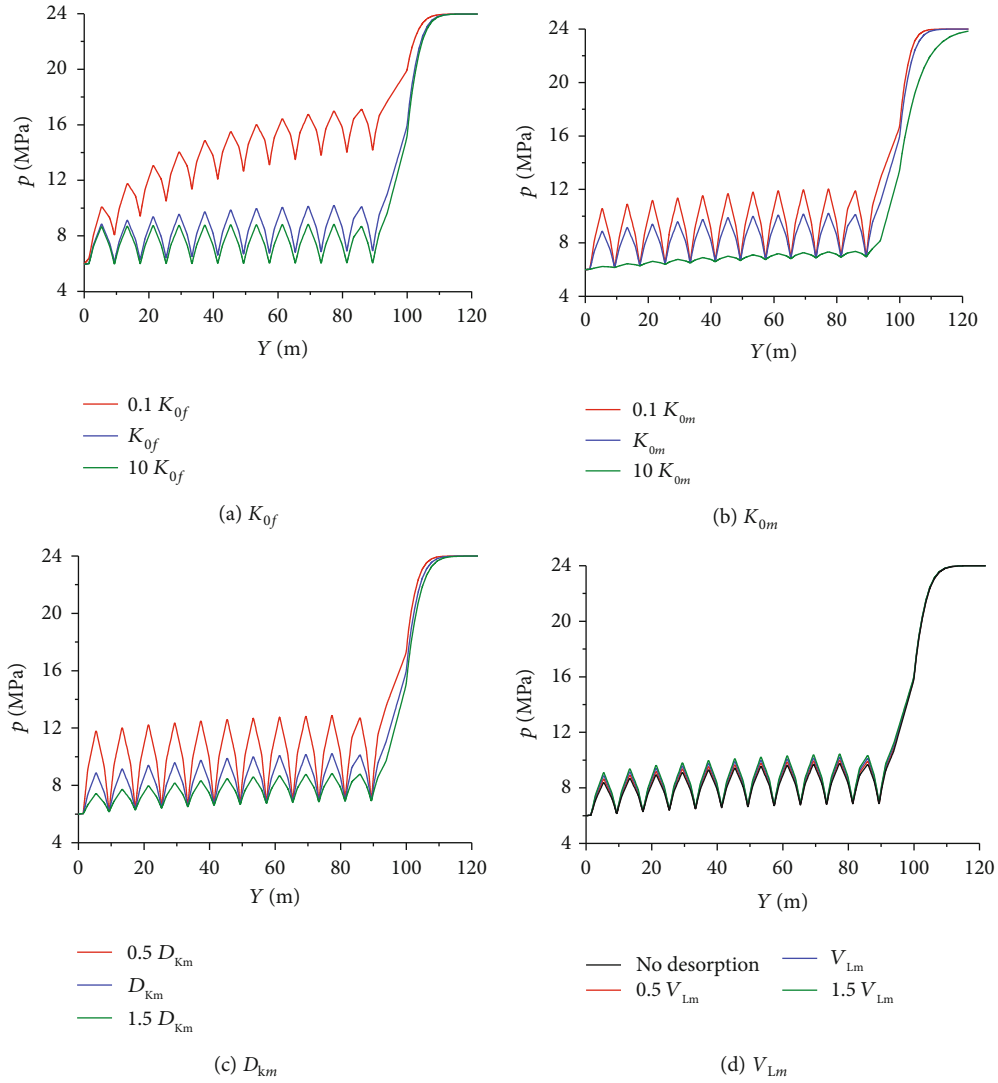 24
20
16
12
8
4
p (MPa)
0 20 40 60 80 100 120
Y (m)
0.1 K0f
K0f
10 K0f
(a) K0f
24
20
16
12
8
4
p (MPa)
0 20 40 60 80 100 120
Y(m)
0.1 K0m
K0m
10 K0m
(b) K0m
24
20
16
12
8
4
p (MPa)
0 20 40 60 80 100 120
Y (m)
0.5 DKm
DKm
1.5 DKm
(c) Dkm
24
20
16
12
8
4
p (MPa)
0 20 40 60 80 100 120
Y (m)
No desorption VLm
0.5 VLm 1.5 VLm
(d) VLm